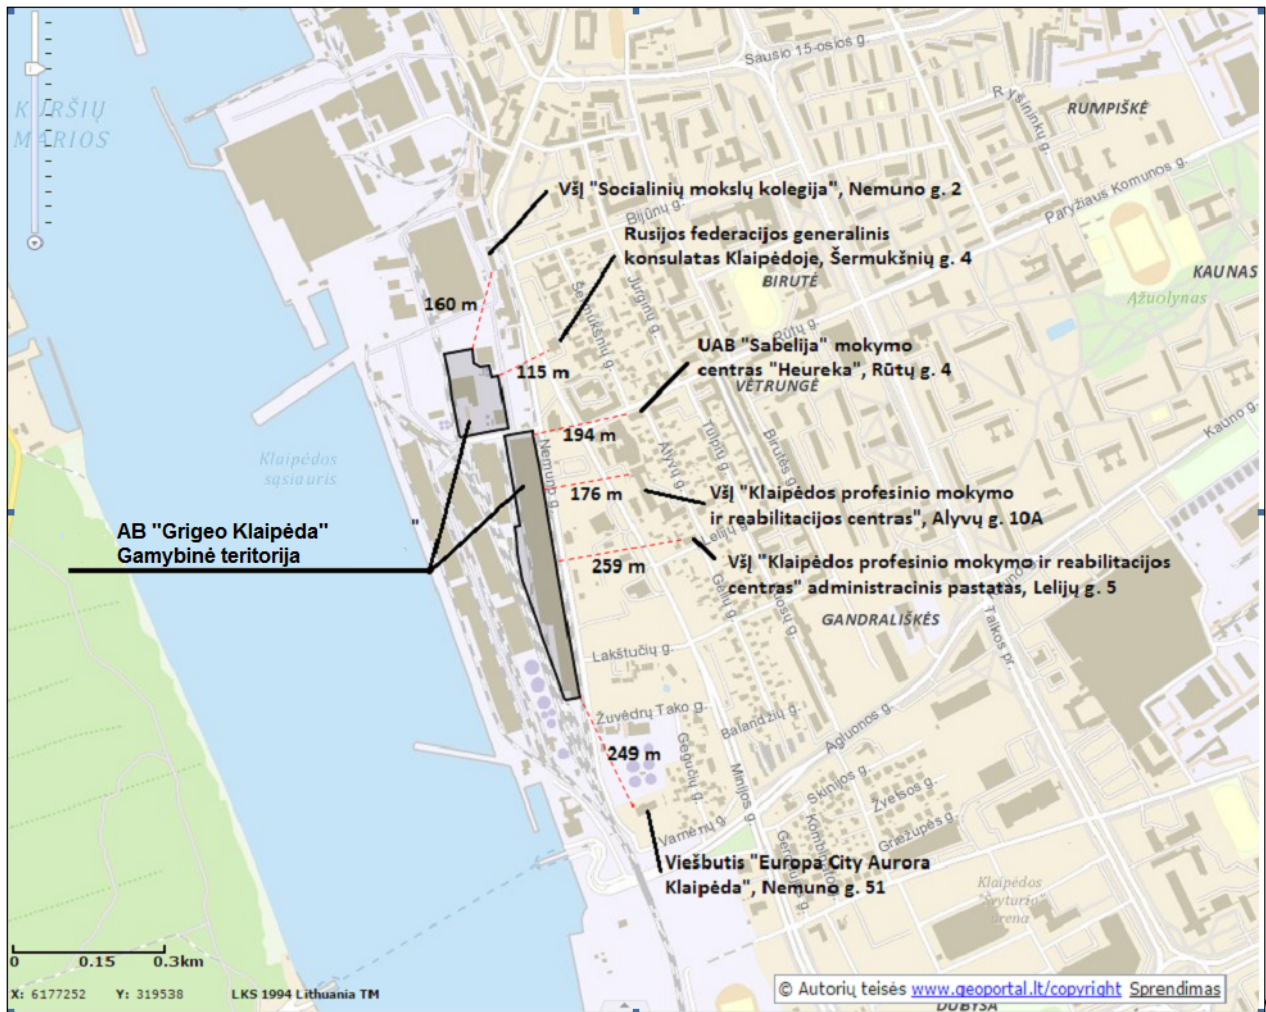 Sausio 15-osios g.
KURŠIŲ
MARIOS
Ryšininkų g.
RUMPIŠKĖ
VšĮ "Socialinių mokslų kolegija", Nemuno g. 2
Bijūnų g.
Paryžiaus Komunos g.
Rusijos federacijos generalinis
konsulatas Klaipėdoje, Šermukšnių g. 4
BIRUTĖ
KAUNAS
Ąžuolynas
Šermukšnių g.
Jurginų g.
160 m
Rūtų g.
UAB "Sabelija" mokymo
centras "Heureka", Rūtų g. 4
VĖTRUNGĖ
115 m
Kauno g.
194 m
Nemuno g.
Alyvų g.
Tulpių g.
Birutės g.
Klaipėdos
sąsiauris
176 m
VšĮ "Klaipėdos profesinio mokymo
ir reabilitacijos centras", Alyvų g. 10A
AB "Grigeo Klaipėda"
"
Gamybinė teritorija
Lelijų g.
259 m
VšĮ "Klaipėdos profesinio mokymo ir reabilitacijos
centras" administracinis pastatas, Lelijų g. 5
Gėlių g.
GANDRALIŠKĖS
Taikos pr.
Lakštučių g.
Žuvėdrų Tako g.
Balandžių g.
Agluonos g.
249 m
Gegučių g.
Minijos g.
Skinijos g.
Žvelsos g.
Griežupės g.
Varnėnų g.
Viešbutis "Europa City Aurora
Klaipėda", Nemuno g. 51
Klaipėdos
"Švyturio"
arena
0 0.15 0.3km
X: 6177252 Y: 319538 LKS 1994 Lithuania TM
© Autorių teisės www.geoportal.lt/copyright Sprendimas
DUBYSA